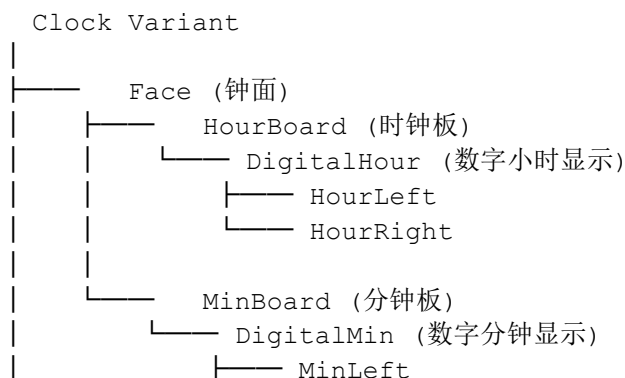 Clock Variant
Face (钟面)
HourBoard (时钟板)
DigitalHour (数字小时显示)
HourLeft
HourRight
MinBoard (分钟板)
DigitalMin (数字分钟显示)
MinLeft